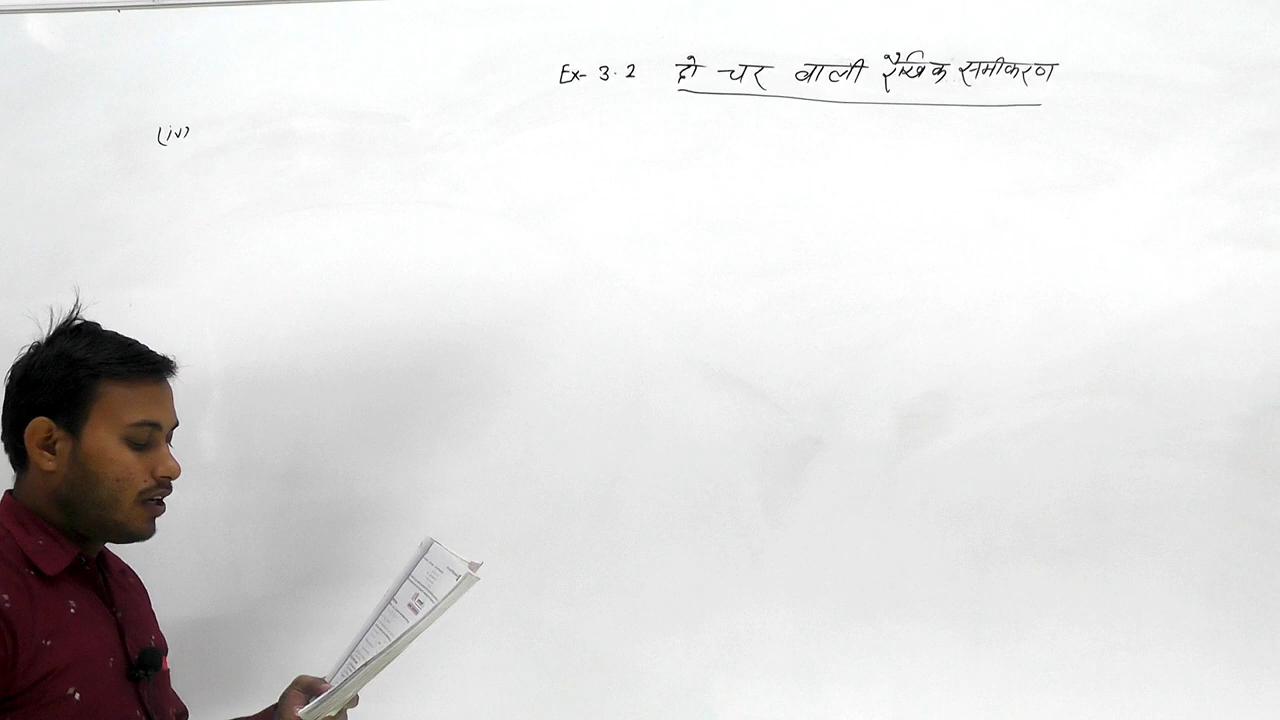 Ex- 3.2 दो चर वाली रैखिक समीकरण
(iv)